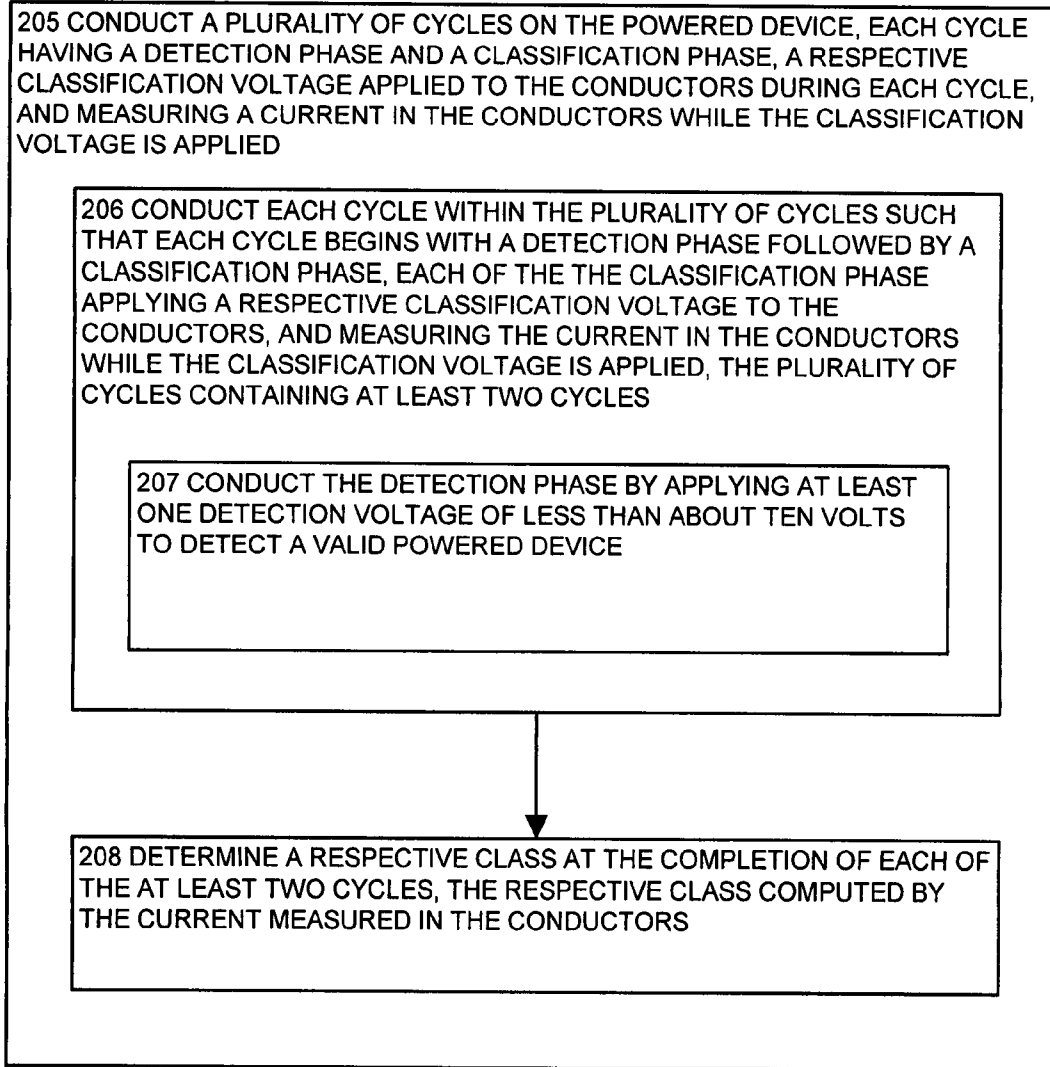 205 CONDUCT A PLURALITY OF CYCLES ON THE POWERED DEVICE, EACH CYCLE
HAVING A DETECTION PHASE AND A CLASSIFICATION PHASE, A RESPECTIVE
CLASSIFICATION VOLTAGE APPLIED TO THE CONDUCTORS DURING EACH CYCLE,
AND MEASURING A CURRENT IN THE CONDUCTORS WHILE THE CLASSIFICATION
VOLTAGE IS APPLIED
206 CONDUCT EACH CYCLE WITHIN THE PLURALITY OF CYCLES SUCH
THAT EACH CYCLE BEGINS WITH A DETECTION PHASE FOLLOWED BY A
CLASSIFICATION PHASE, EACH OF THE THE CLASSIFICATION PHASE
APPLYING A RESPECTIVE CLASSIFICATION VOLTAGE TO THE
CONDUCTORS, AND MEASURING THE CURRENT IN THE CONDUCTORS
WHILE THE CLASSIFICATION VOLTAGE IS APPLIED, THE PLURALITY OF
CYCLES CONTAINING AT LEAST TWO CYCLES
207 CONDUCT THE DETECTION PHASE BY APPLYING AT LEAST
ONE DETECTION VOLTAGE OF LESS THAN ABOUT TEN VOLTS
TO DETECT A VALID POWERED DEVICE
208 DETERMINE A RESPECTIVE CLASS AT THE COMPLETION OF EACH OF
THE AT LEAST TWO CYCLES, THE RESPECTIVE CLASS COMPUTED BY
THE CURRENT MEASURED IN THE CONDUCTORS